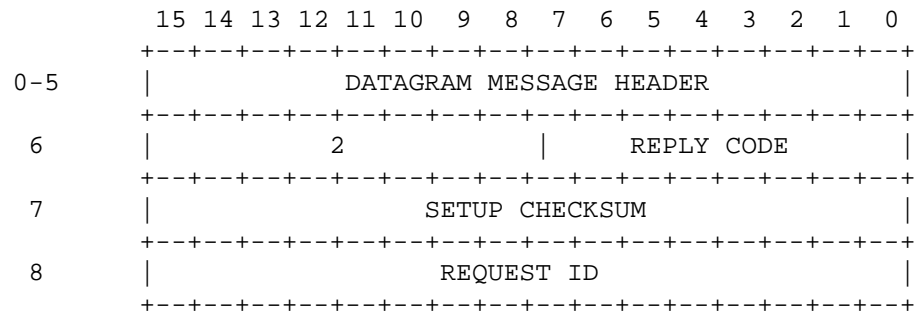 15 14 13 12 11 10 9 8 7 6 5 4 3 2 1 0
+--+--+--+--+--+--+--+--+--+--+--+--+--+--+--+--+
0-5 | DATAGRAM MESSAGE HEADER |
+--+--+--+--+--+--+--+--+--+--+--+--+--+--+--+--+
6 | 2 | REPLY CODE |
+--+--+--+--+--+--+--+--+--+--+--+--+--+--+--+--+
7 | SETUP CHECKSUM |
+--+--+--+--+--+--+--+--+--+--+--+--+--+--+--+--+
8 | REQUEST ID |
+--+--+--+--+--+--+--+--+--+--+--+--+--+--+--+--+